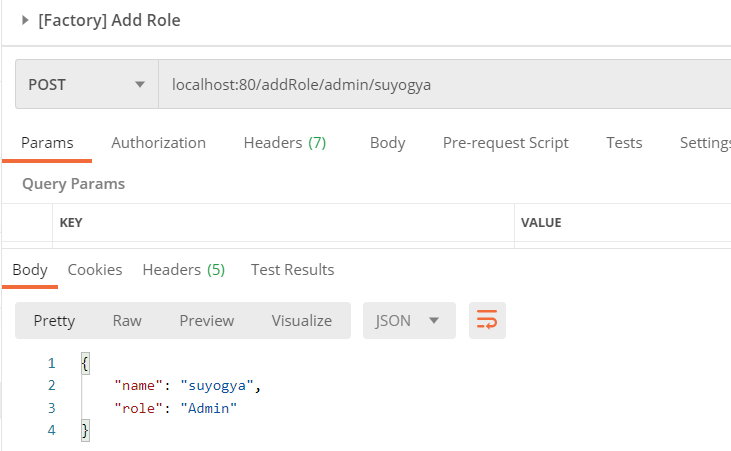 [Factory] Add Role
POST localhost:80/addRole/admin/suyogya
Params Authorization Headers (7) Body Pre-request Script Tests Settings
Query Params
KEY VALUE
Body Cookies Headers (5) Test Results
Pretty Raw Preview Visualize JSON
1 {
2 "name": "suyogya",
3 "role": "Admin"
4 }